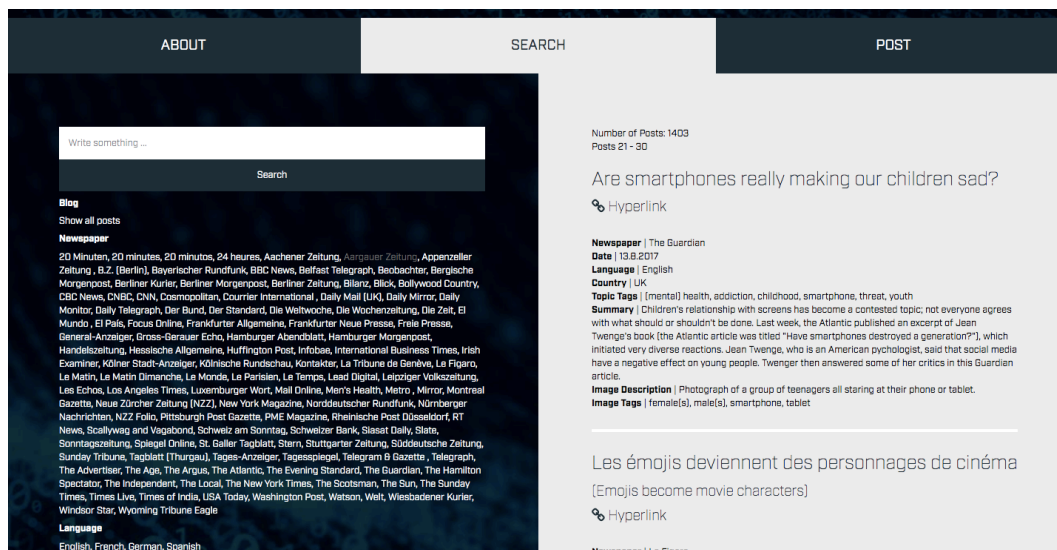 ABOUT
SEARCH
POST
Write something ...
Search
Blog
Show all posts
Newspaper
20 Minuten, 20 minutes, 20 minutos, 24 heures, Aachener Zeitung, Aargauer Zeitung, Appenzeller
Zeitung , B.Z. (Berlin), Bayerischer Rundfunk, BBC News, Belfast Telegraph, Beobachter, Bergische
Morgenpost, Berliner Kurier, Berliner Morgenpost, Berliner Zeitung, Bilanz, Blick, Bollywood Country,
CBC News, CNBC, CNN, Cosmopolitan, Courrier International , Daily Mail (UK), Daily Mirror, Daily
Monitor, Daily Telegraph, Der Bund, Der Standard, Die Weltwoche, Die Wochenzeitung, Die Zeit, El
Mundo , El País, Focus Online, Frankfurter Allgemeine, Frankfurter Neue Presse, Freie Presse,
General-Anzeiger, Gross-Gerauer Echo, Hamburger Abendblatt, Hamburger Morgenpost,
Handelszeitung, Hessische Allgemeine, Huffington Post, Infobae, International Business Times, Irish
Examiner, Kölner Stadt-Anzeiger, Kölnische Rundschau, Kontakter, La Tribune de Genève, Le Figaro,
Le Matin, Le Matin Dimanche, Le Monde, Le Parisien, Le Temps, Lead Digital, Leipziger Volkszeitung,
Les Echos, Los Angeles Times, Luxemburger Wort, Mail Online, Men's Health, Metro , Mirror, Montreal
Gazette, Neue Zürcher Zeitung (NZZ), New York Magazine, Norddeutscher Rundfunk, Nürnberger
Nachrichten, NZZ Folio, Pittsburgh Post Gazette, PME Magazine, Rheinische Post Düsseldorf, RT
News, Scallywag and Vagabond, Schweiz am Sonntag, Schweizer Bank, Siasat Daily, Slate,
Sonntagszeitung, Spiegel Online, St. Galler Tagblatt, Stern, Stuttgarter Zeitung, Süddeutsche Zeitung,
Sunday Tribune, Tagblatt (Thurgau), Tages-Anzeiger, Tagesspiegel, Telegram & Gazette , Telegraph,
The Advertiser, The Age, The Argus, The Atlantic, The Evening Standard, The Guardian, The Hamilton
Spectator, The Independent, The Local, The New York Times, The Scotsman, The Sun, The Sunday
Times, Times Live, Times of India, USA Today, Washington Post, Watson, Welt, Wiesbadener Kurier,
Windsor Star, Wyoming Tribune Eagle
Language
English, French, German, Spanish
Number of Posts: 1403
Posts 21 - 30
Are smartphones really making our children sad?
Hyperlink
Newspaper | The Guardian
Date | 13.8.2017
Language | English
Country | UK
Topic Tags | (mental) health, addiction, childhood, smartphone, threat, youth
Summary | Children's relationship with screens has become a contested topic; not everyone agrees
with what should or shouldn't be done. Last week, the Atlantic published an excerpt of Jean
Twenge's book (the Atlantic article was titled "Have smartphones destroyed a generation?"), which
initiated very diverse reactions. Jean Twenge, who is an American pychologist, said that social media
have a negative effect on young people. Twenger then answered some of her critics in this Guardian
article.
Image Description | Photograph of a group of teenagers all staring at their phone or tablet.
Image Tags | female(s), male(s), smartphone, tablet
Les émojis deviennent des personnages de cinéma
(Emojis become movie characters)
Hyperlink
Newspaper | Le Figaro